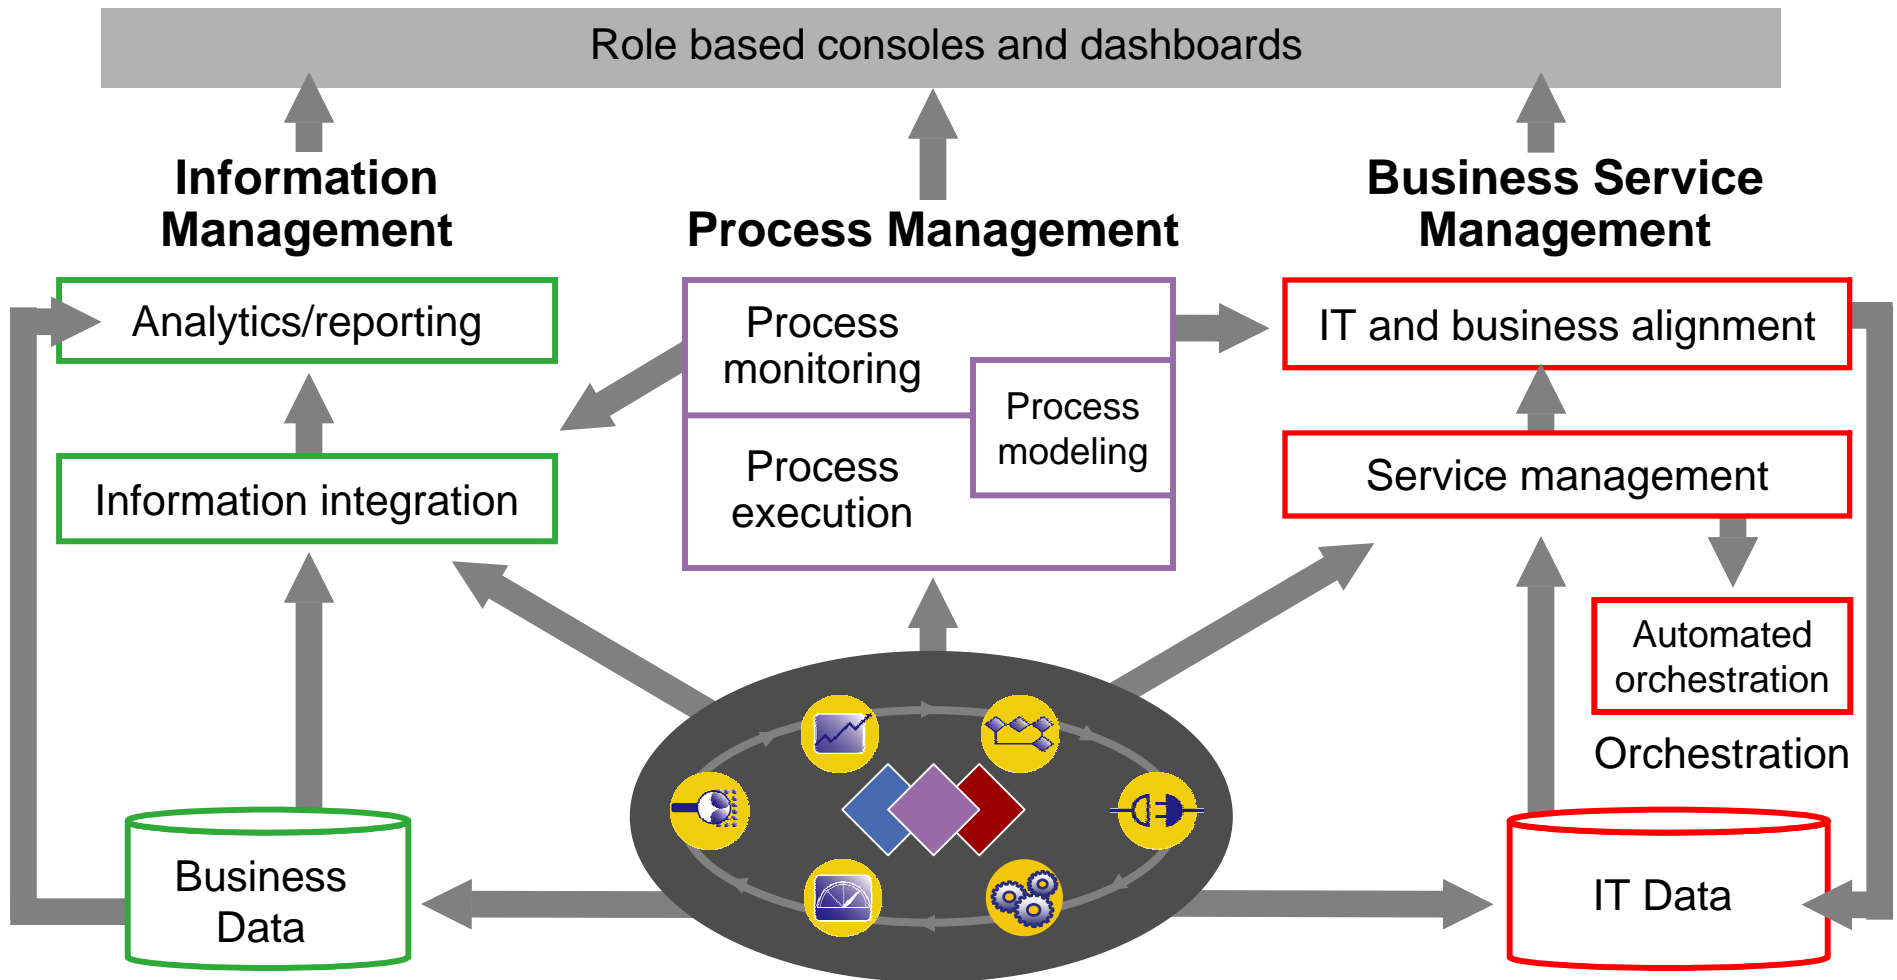 Role based consoles and dashboards
Information
Management
Process Management
Business Service
Management
Analytics/reporting
Information integration
Process
monitoring
Process
modeling
Process
execution
IT and business alignment
Service management
Automated
orchestration
Orchestration
Business
Data
IT Data